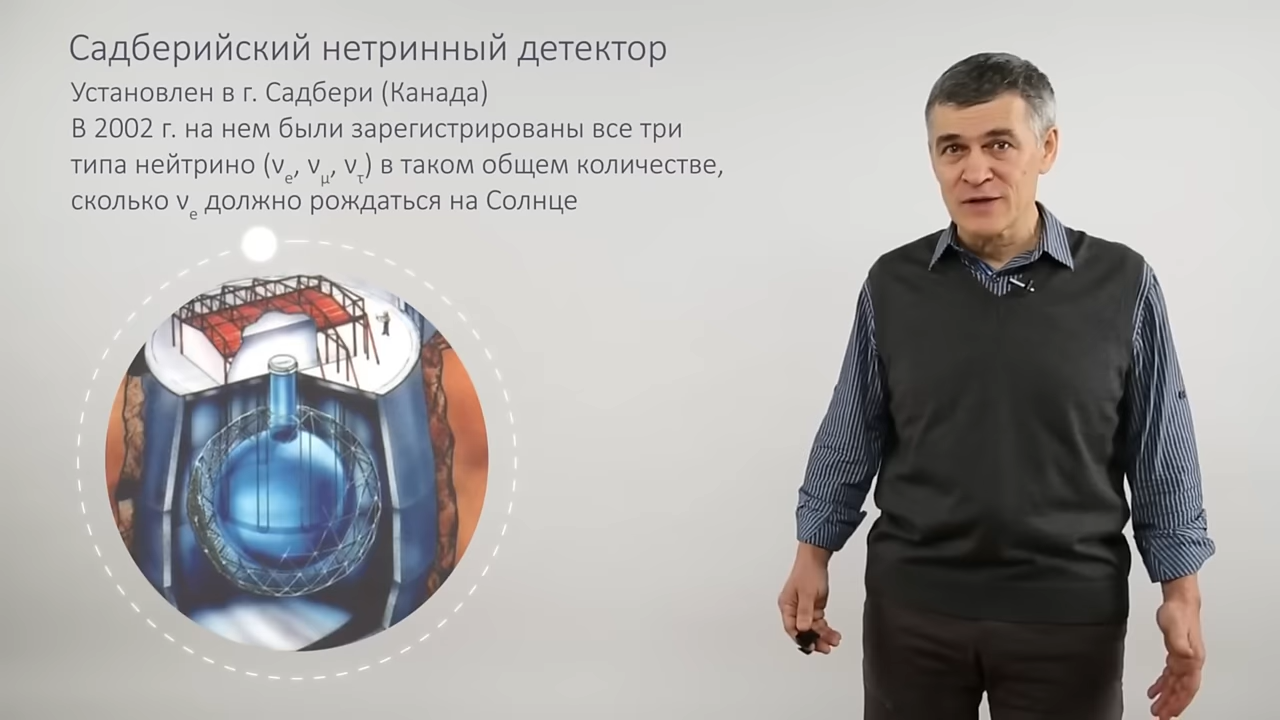 Садберийский нетринный детектор
Установлен в г. Садбери (Канада)
В 2002 г. на нем были зарегистрированы все три
типа нейтрино (νe, νμ, ντ) в таком общем количестве,
сколько νe должно рождаться на Солнце